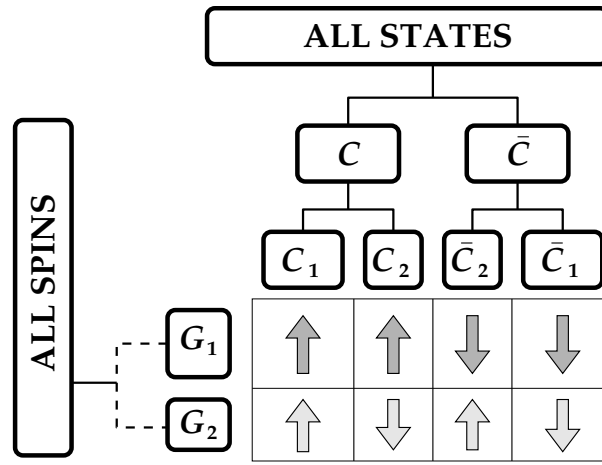 ALL STATES
C C̄
C₁ C₂ C̄₂ C̄₁
ALL SPINS
G₁
G₂